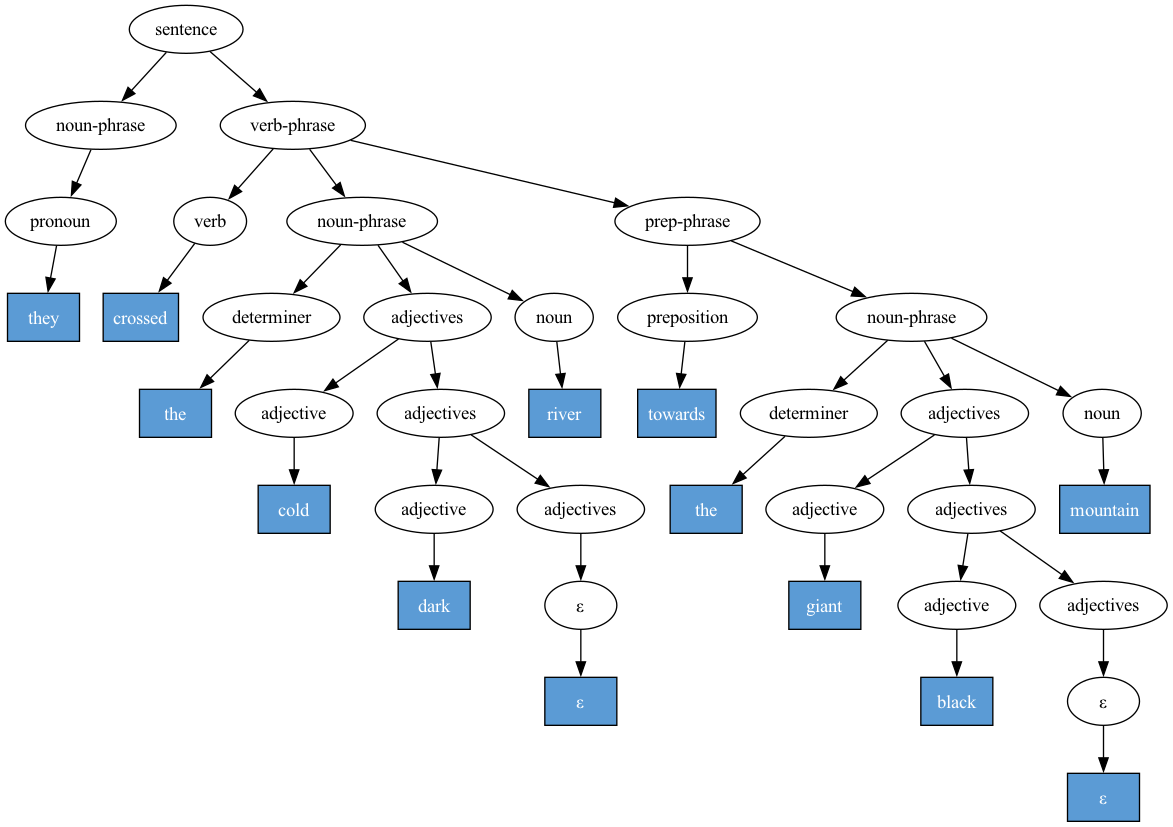 sentence
noun-phrase verb-phrase
pronoun verb noun-phrase prep-phrase
they crossed determiner adjectives noun preposition noun-phrase
the adjective adjectives river towards determiner adjectives noun
cold adjective adjectives the adjective adjectives mountain
dark ε giant adjective adjectives
ε black ε
ε